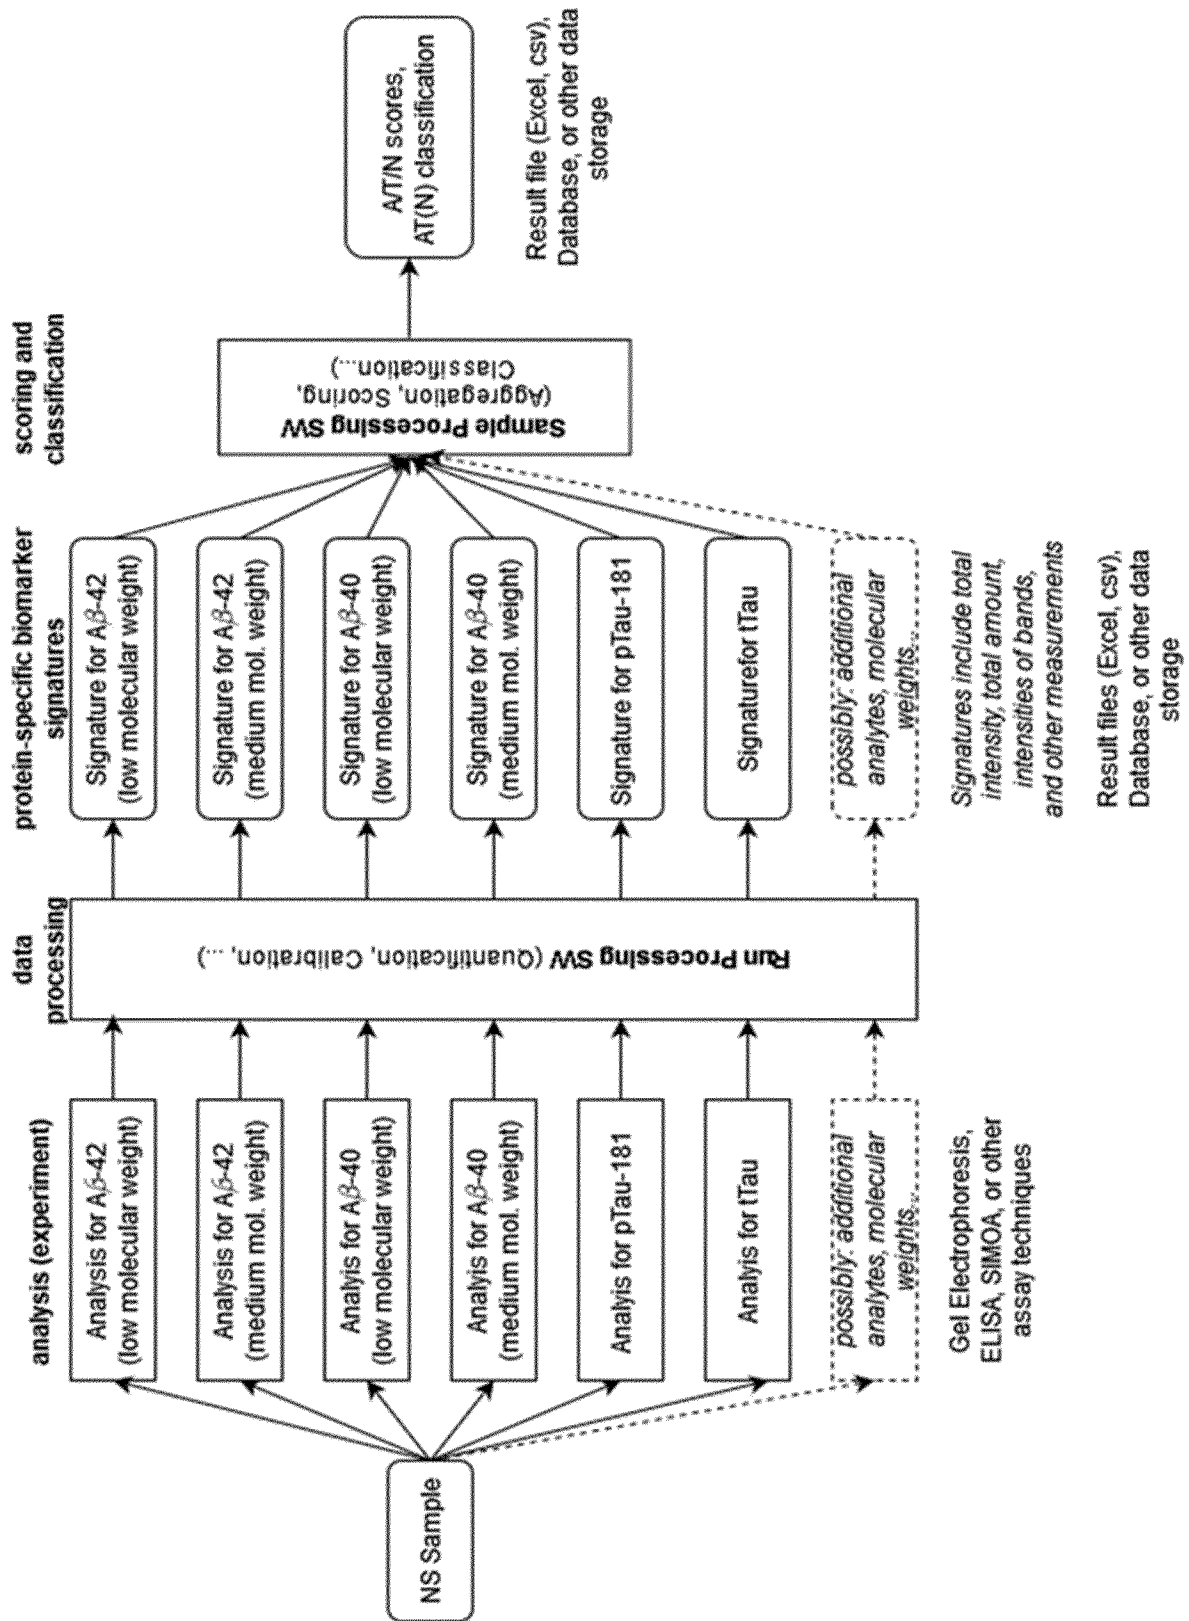 NS Sample
analysis (experiment)
Analysis for Aβ-42
(low molecular weight)
Analysis for Aβ-42
(medium mol. weight)
Analyis for Aβ-40
(low molecular weight)
Analyis for Aβ-40
(medium mol. weight)
Analyis for pTau-181
Analyis for tTau
possibly: additional
analytes, molecular
weights...
Gel Electrophoresis,
ELISA, SIMOA, or other
assay techniques
data
processing
Run Processing SW (Quantification, Calibration, ...)
protein-specific biomarker
signatures
Signature for Aβ-42
(low molecular weight)
Signature for Aβ-42
(medium mol. weight)
Signature for Aβ-40
(low molecular weight)
Signature for Aβ-40
(medium mol. weight)
Signature for pTau-181
Signaturefor tTau
possibly: additional
analytes, molecular
weights...
Signatures include total
intensity, total amount,
intensities of bands,
and other measurements
Result files (Excel, csv),
Database, or other data
storage
scoring and
classification
Sample Processing SW
(Aggregation, Scoring,
Classification...)
A/T/N scores,
AT(N) classification
Result file (Excel, csv),
Database, or other data
storage